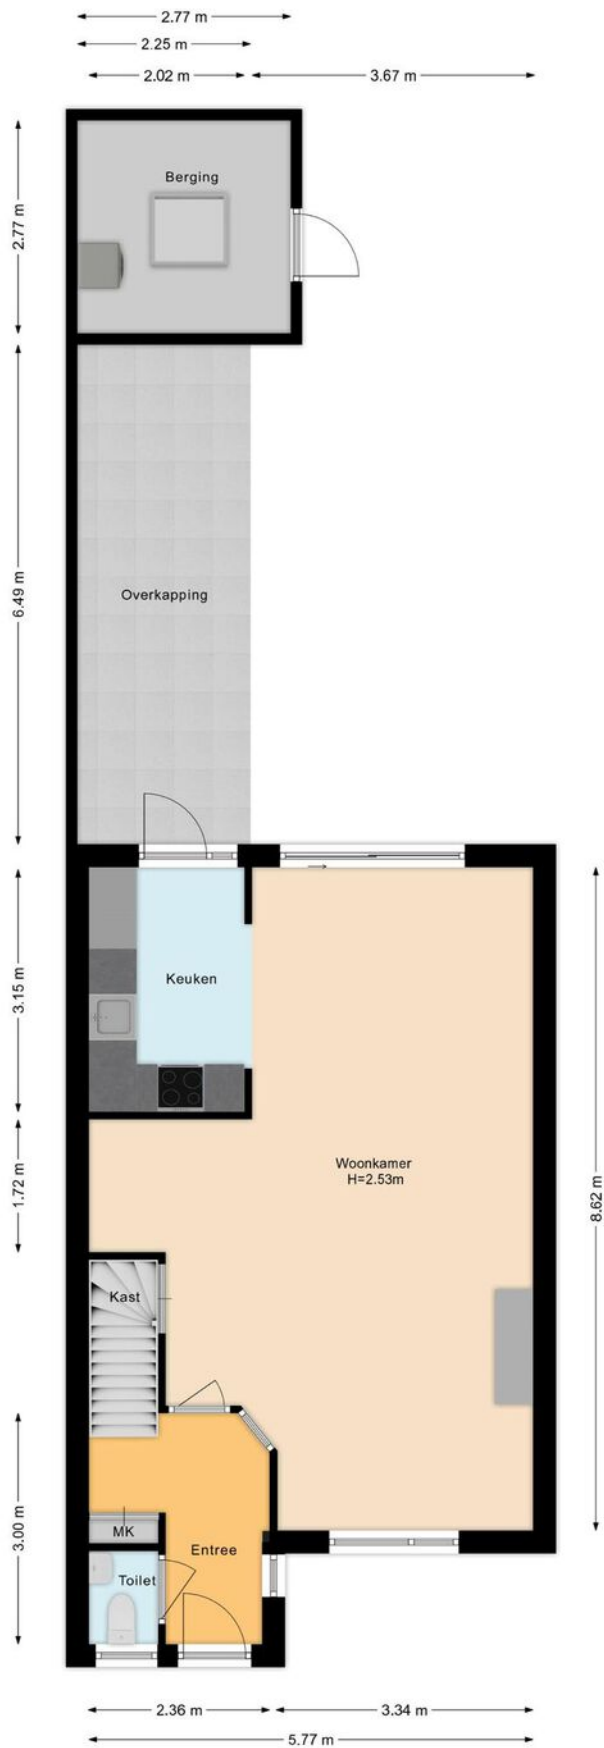 2.77 m
2.25 m
2.02 m
3.67 m
Berging
2.77 m
6.49 m
Overkapping
3.15 m
Keuken
Woonkamer
H=2.53m
1.72 m
8.62 m
Kast
3.00 m
MK
Entree
Toilet
2.36 m
3.34 m
5.77 m